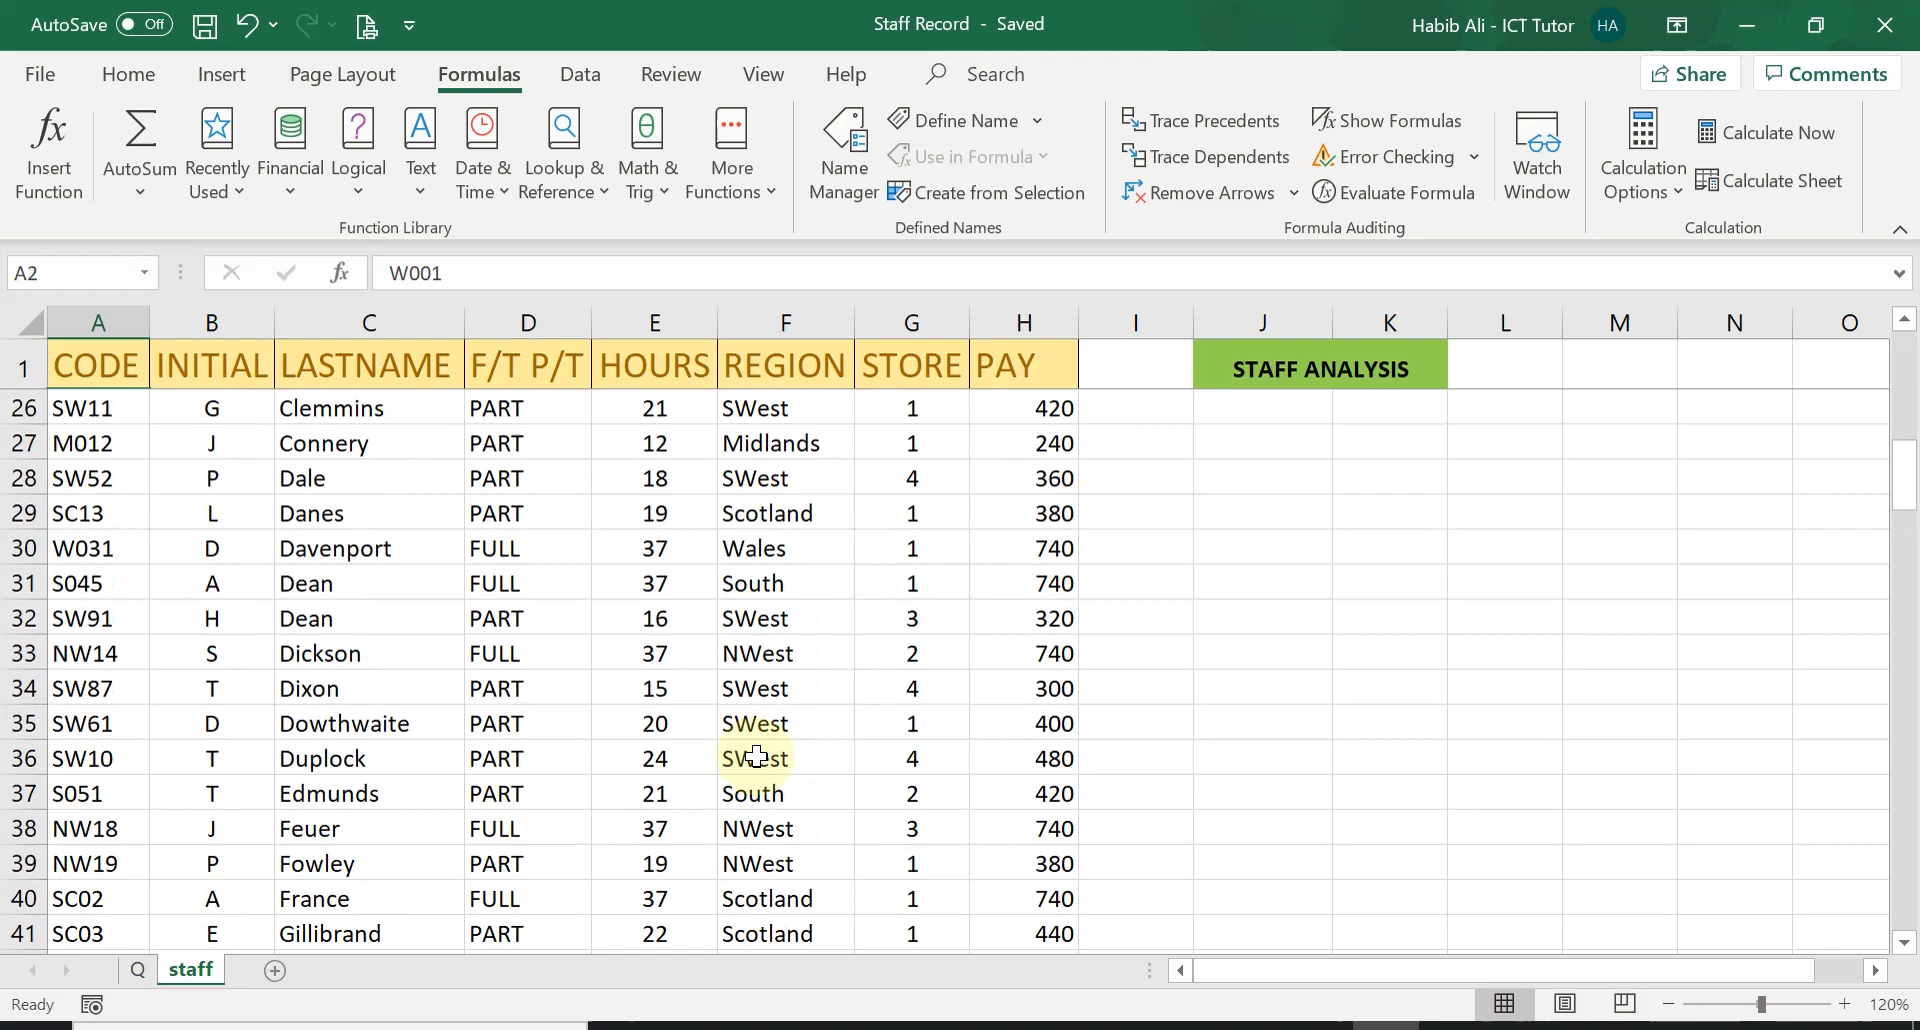 AutoSave Off Staff Record - Saved Habib Ali - ICT Tutor HA
File Home Insert Page Layout Formulas Data Review View Help Search Share Comments
fx Insert Function
AutoSum
Recently Used
Financial
Logical
Text
Date & Time
Lookup & Reference
Math & Trig
More Functions
Function Library
Name Manager
Define Name
Use in Formula
Create from Selection
Defined Names
Trace Precedents
Trace Dependents
Remove Arrows
Show Formulas
Error Checking
Evaluate Formula
Formula Auditing
Watch Window
Calculation Options
Calculate Now
Calculate Sheet
Calculation
A2 fx W001
A B C D E F G H I J K L M N O
1 CODE INITIAL LASTNAME F/T P/T HOURS REGION STORE PAY STAFF ANALYSIS
26 SW11 G Clemmins PART 21 SWest 1 420
27 M012 J Connery PART 12 Midlands 1 240
28 SW52 P Dale PART 18 SWest 4 360
29 SC13 L Danes PART 19 Scotland 1 380
30 W031 D Davenport FULL 37 Wales 1 740
31 S045 A Dean FULL 37 South 1 740
32 SW91 H Dean PART 16 SWest 3 320
33 NW14 S Dickson FULL 37 NWest 2 740
34 SW87 T Dixon PART 15 SWest 4 300
35 SW61 D Dowthwaite PART 20 SWest 1 400
36 SW10 T Duplock PART 24 SWest 4 480
37 S051 T Edmunds PART 21 South 2 420
38 NW18 J Feuer FULL 37 NWest 3 740
39 NW19 P Fowley PART 19 NWest 1 380
40 SC02 A France FULL 37 Scotland 1 740
41 SC03 E Gillibrand PART 22 Scotland 1 440
Q staff
Ready 120%